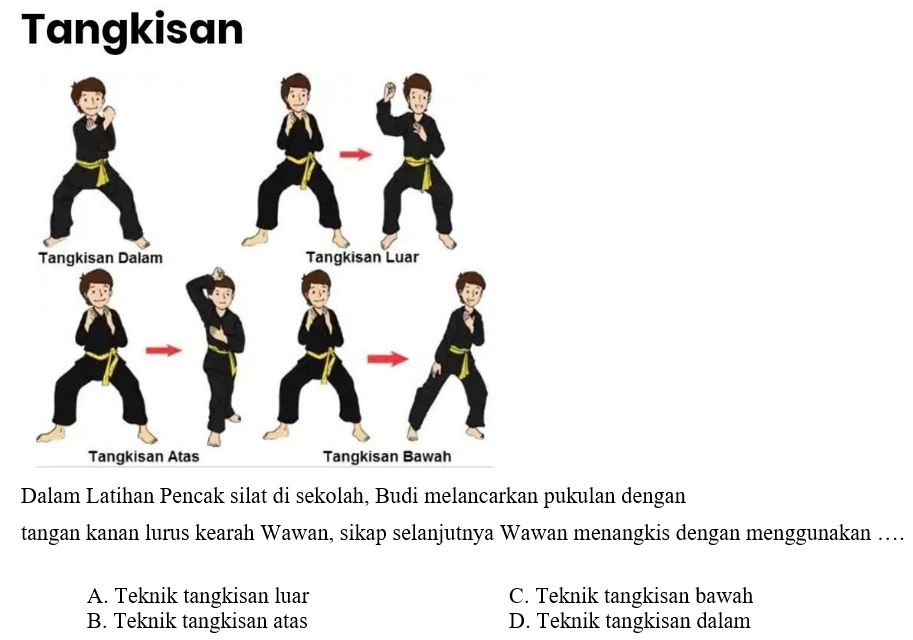 Tangkisan
Tangkisan Dalam
Tangkisan Luar
Tangkisan Atas
Tangkisan Bawah
Dalam Latihan Pencak silat di sekolah, Budi melancarkan pukulan dengan
tangan kanan lurus kearah Wawan, sikap selanjutnya Wawan menangkis dengan menggunakan ….
A. Teknik tangkisan luar
B. Teknik tangkisan atas
C. Teknik tangkisan bawah
D. Teknik tangkisan dalam